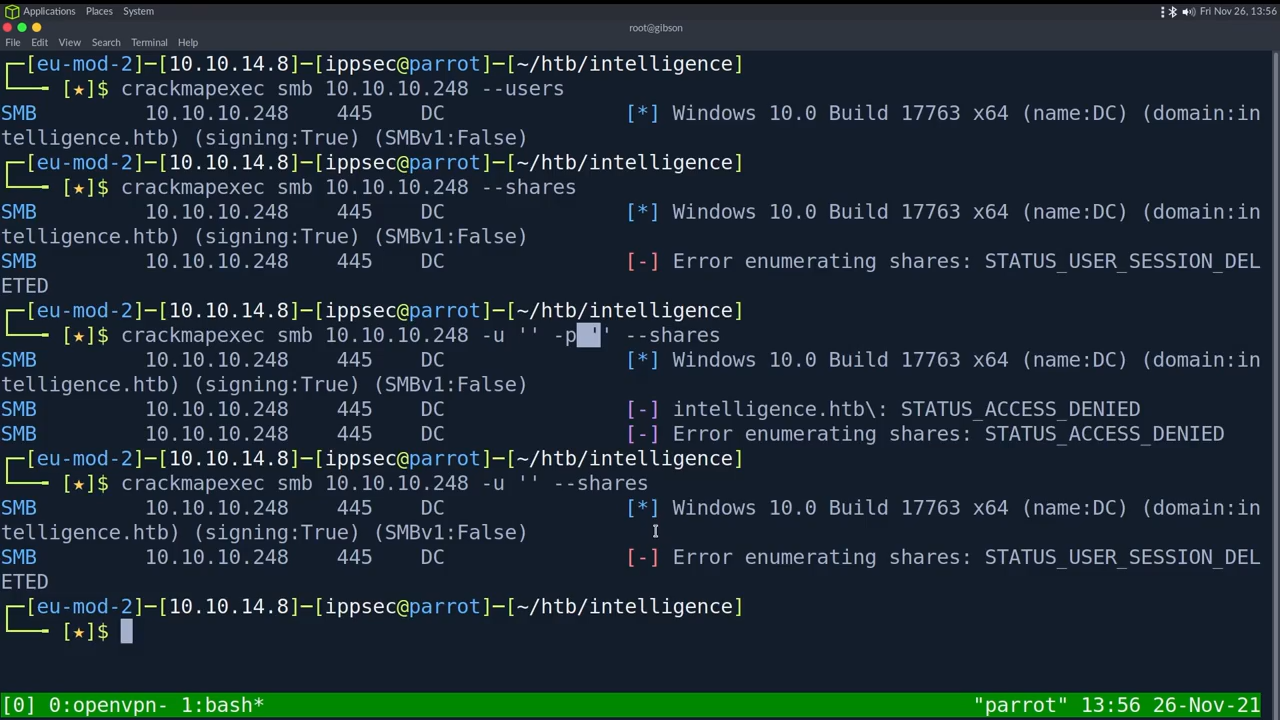 Applications Places System Fri Nov 26, 13:56
root@gibson
File Edit View Search Terminal Help
┌─[eu-mod-2]─[10.10.14.8]─[ippsec@parrot]─[~/htb/intelligence]
└──╼ [★]$ crackmapexec smb 10.10.10.248 --users
SMB 10.10.10.248 445 DC [*] Windows 10.0 Build 17763 x64 (name:DC) (domain:in
telligence.htb) (signing:True) (SMBv1:False)
┌─[eu-mod-2]─[10.10.14.8]─[ippsec@parrot]─[~/htb/intelligence]
└──╼ [★]$ crackmapexec smb 10.10.10.248 --shares
SMB 10.10.10.248 445 DC [*] Windows 10.0 Build 17763 x64 (name:DC) (domain:in
telligence.htb) (signing:True) (SMBv1:False)
SMB 10.10.10.248 445 DC [-] Error enumerating shares: STATUS_USER_SESSION_DEL
ETED
┌─[eu-mod-2]─[10.10.14.8]─[ippsec@parrot]─[~/htb/intelligence]
└──╼ [★]$ crackmapexec smb 10.10.10.248 -u '' -p '' --shares
SMB 10.10.10.248 445 DC [*] Windows 10.0 Build 17763 x64 (name:DC) (domain:in
telligence.htb) (signing:True) (SMBv1:False)
SMB 10.10.10.248 445 DC [-] intelligence.htb\: STATUS_ACCESS_DENIED
SMB 10.10.10.248 445 DC [-] Error enumerating shares: STATUS_ACCESS_DENIED
┌─[eu-mod-2]─[10.10.14.8]─[ippsec@parrot]─[~/htb/intelligence]
└──╼ [★]$ crackmapexec smb 10.10.10.248 -u '' --shares
SMB 10.10.10.248 445 DC [*] Windows 10.0 Build 17763 x64 (name:DC) (domain:in
telligence.htb) (signing:True) (SMBv1:False)
SMB 10.10.10.248 445 DC [-] Error enumerating shares: STATUS_USER_SESSION_DEL
ETED
┌─[eu-mod-2]─[10.10.14.8]─[ippsec@parrot]─[~/htb/intelligence]
└──╼ [★]$
[0] 0:openvpn- 1:bash* "parrot" 13:56 26-Nov-21